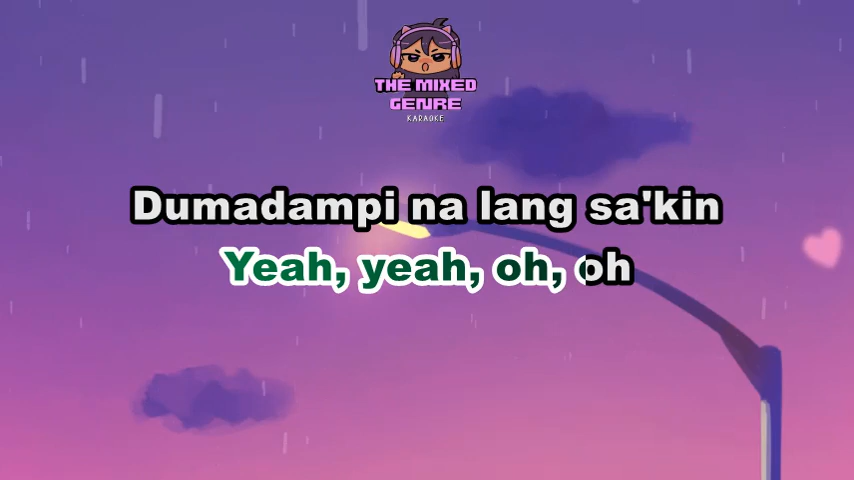 THE MIXED
GENRE
KARAOKE
Dumadampi na lang sa'kin
Yeah, yeah, oh, oh